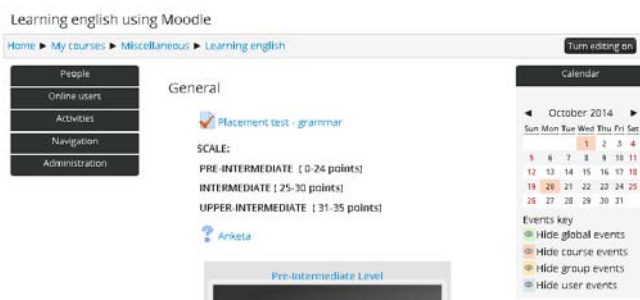 Learning english using Moodle
Home ► My courses ► Miscellaneous ► Learning english
Turn editing on
People
Online users
Activities
Navigation
Administration
General
Placement test - grammar
SCALE:
PRE-INTERMEDIATE [ 0-24 points]
INTERMEDIATE [ 25-30 points]
UPPER-INTERMEDIATE [ 31-35 points]
Anketa
Pre-Intermediate Level
Calendar
◄ October 2014 ►
Sun Mon Tue Wed Thu Fri Sat
1 2 3 4
5 6 7 8 9 10 11
12 13 14 15 16 17 18
19 20 21 22 23 24 25
26 27 28 29 30 31
Events key
Hide global events
Hide course events
Hide group events
Hide user events